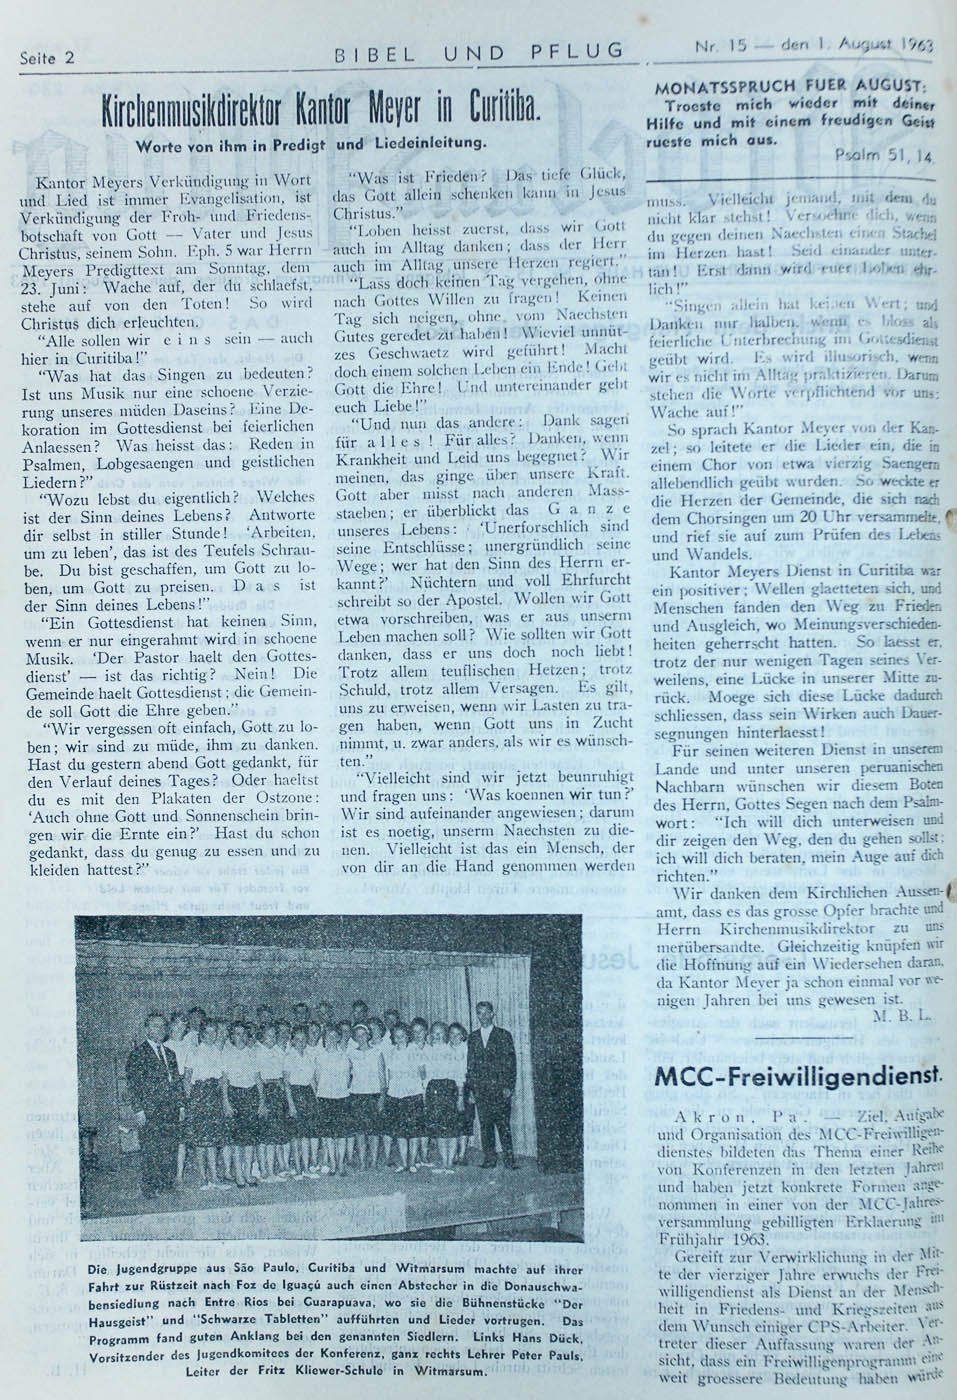 Seite 2
BIBEL UND PFLUG
Nr. 15 — den 1. August 1963
Kirchenmusikdirektor Kantor Meyer in Curitiba.
Worte von ihm in Predigt und Liedeinleitung.
Kantor Meyers Verkündigung in Wort
und Lied ist immer Evangelisation, ist
Verkündigung der Froh- und Friedens-
botschaft von Gott — Vater und Jesus
Christus, seinem Sohn. Eph. 5 war Herrn
Meyers Predigttext am Sonntag, dem
23. Juni: Wache auf, der du schlaefst,
stehe auf von den Toten! So wird
Christus dich erleuchten.
"Alle sollen wir e i n s sein — auch
hier in Curitiba!"
"Was hat das Singen zu bedeuten?
Ist uns Musik nur eine schoene Verzie-
rung unseres müden Daseins? Eine De-
koration im Gottesdienst bei feierlichen
Anlaessen? Was heisst das: Reden in
Psalmen, Lobgesaengen und geistlichen
Liedern?"
"Wozu lebst du eigentlich? Welches
ist der Sinn deines Lebens? Antworte
dir selbst in stiller Stunde! 'Arbeiten,
um zu leben', das ist des Teufels Schrau-
be. Du bist geschaffen, um Gott zu lo-
ben, um Gott zu preisen. D a s ist
der Sinn deines Lebens!"
"Ein Gottesdienst hat keinen Sinn,
wenn er nur eingerahmt wird in schoene
Musik. 'Der Pastor haelt den Gottes-
dienst' — ist das richtig? Nein! Die
Gemeinde haelt Gottesdienst; die Gemein-
de soll Gott die Ehre geben."
"Wir vergessen oft einfach, Gott zu lo-
ben; wir sind zu müde, ihm zu danken.
Hast du gestern abend Gott gedankt, für
den Verlauf deines Tages? Oder haeltst
du es mit den Plakaten der Ostzone:
'Auch ohne Gott und Sonnenschein brin-
gen wir die Ernte ein?' Hast du schon
gedankt, dass du genug zu essen und zu
kleiden hattest?"
"Was ist Frieden? Das tiefe Glück,
das Gott allein schenken kann in Jesus
Christus."
"Loben heisst zuerst, dass wir Gott
auch im Alltag danken; dass der Herr
auch im Alltag unsere Herzen regiert."
"Lass doch keinen Tag vergehen, ohne
nach Gottes Willen zu fragen! Keinen
Tag sich neigen, ohne vom Naechsten
Gutes geredet zu haben! Wieviel unnüt-
zes Geschwaetz wird geführt! Macht
doch einem solchen Leben ein Ende! Gebt
Gott die Ehre! Und untereinander gebt
euch Liebe!"
"Und nun das andere: Dank sagen
für a l l e s ! Für alles? Danken, wenn
Krankheit und Leid uns begegnet? Wir
meinen, das ginge über unsere Kraft.
Gott aber misst nach anderen Mass-
staeben; er überblickt das G a n z e
unseres Lebens: 'Unerforschlich sind
seine Entschlüsse; unergründlich seine
Wege; wer hat den Sinn des Herrn er-
kannt?' Nüchtern und voll Ehrfurcht
schreibt so der Apostel. Wollen wir Gott
etwa vorschreiben, was er aus unserm
Leben machen soll? Wie sollten wir Gott
danken, dass er uns doch noch liebt!
Trotz allem teuflischen Hetzen; trotz
Schuld, trotz allem Versagen. Es gilt,
uns zu erweisen, wenn wir Lasten zu tra-
gen haben, wenn Gott uns in Zucht
nimmt, u. zwar anders, als wir es wünsch-
ten."
"Vielleicht sind wir jetzt beunruhigt
und fragen uns: 'Was koennen wir tun?'
Wir sind aufeinander angewiesen; darum
ist es noetig, unserm Naechsten zu die-
nen. Vielleicht ist das ein Mensch, der
von dir an die Hand genommen werden
MONATSSPRUCH FUER AUGUST:
Troeste mich wieder mit deiner
Hilfe und mit einem freudigen Geist
rueste mich aus.
Psalm 51, 14.
muss. Vielleicht jemand, mit dem du
nicht klar stehst! Versoehne dich, wenn
du gegen deinen Naechsten einen Stachel
im Herzen hast! Seid einander unter-
tan! Erst dann wird euer Loben ehr-
lich!"
"Singen allein hat keinen Wert; und
Danken nur halben, wenn es bloss als
feierliche Unterbrechung im Gottesdienst
geübt wird. Es wird illusorisch, wenn
wir es nicht im Alltag praktizieren. Darum
stehen die Worte verpflichtend vor uns:
Wache auf!"
So sprach Kantor Meyer von der Kan-
zel; so leitete er die Lieder ein, die in
einem Chor von etwa vierzig Saengern
allebendlich geübt wurden. So weckte er
die Herzen der Gemeinde, die sich nach
dem Chorsingen um 20 Uhr versammelte,
und rief sie auf zum Prüfen des Lebens
und Wandels.
Kantor Meyers Dienst in Curitiba war
ein positiver; Wellen glaetteten sich, und
Menschen fanden den Weg zu Frieden
und Ausgleich, wo Meinungsverschieden-
heiten geherrscht hatten. So laesst er,
trotz der nur wenigen Tagen seines Ver-
weilens, eine Lücke in unserer Mitte zu-
rück. Moege sich diese Lücke dadurch
schliessen, dass sein Wirken auch Dauer-
segnungen hinterlaesst!
Für seinen weiteren Dienst in unserem
Lande und unter unseren peruanischen
Nachbarn wünschen wir diesem Boten
des Herrn, Gottes Segen nach dem Psalm-
wort: "Ich will dich unterweisen und
dir zeigen den Weg, den du gehen sollst;
ich will dich beraten, mein Auge auf dich
richten."
Wir danken dem Kirchlichen Aussen-
amt, dass es das grosse Opfer brachte und
Herrn Kirchenmusikdirektor zu uns
merübersandte. Gleichzeitig knüpfen wir
die Hoffnung auf ein Wiedersehen daran,
da Kantor Meyer ja schon einmal vor we-
nigen Jahren bei uns gewesen ist.
M. B. L.
MCC-Freiwilligendienst.
A k r o n , P a . — Ziel, Aufgabe
und Organisation des MCC-Freiwilligen-
dienstes bildeten das Thema einer Reihe
von Konferenzen in den letzten Jahren
und haben jetzt konkrete Formen ange-
nommen in einer von der MCC-Jahres-
versammlung gebilligten Erklaerung im
Frühjahr 1963.
Gereift zur Verwirklichung in der Mit-
te der vierziger Jahre erwuchs der Frei-
willigendienst als Dienst an der Mensch-
heit in Friedens- und Kriegszeiten aus
dem Wunsch einiger CPS-Arbeiter. Ver-
treter dieser Auffassung waren der An-
sicht, dass ein Freiwilligenprogramm eine
weit groessere Bedeutung haben würde
Die Jugendgruppe aus São Paulo, Curitiba und Witmarsum machte auf ihrer
Fahrt zur Rüstzeit nach Foz de Iguaçú auch einen Abstecher in die Donauschwa-
bensiedlung nach Entre Rios bei Guarapuava, wo sie die Bühnenstücke "Der
Hausgeist" und "Schwarze Tabletten" aufführten und Lieder vortrugen. Das
Programm fand guten Anklang bei den genannten Siedlern. Links Hans Dück,
Vorsitzender des Jugendkomitees der Konferenz, ganz rechts Lehrer Peter Pauls,
Leiter der Fritz Kliewer-Schule in Witmarsum.